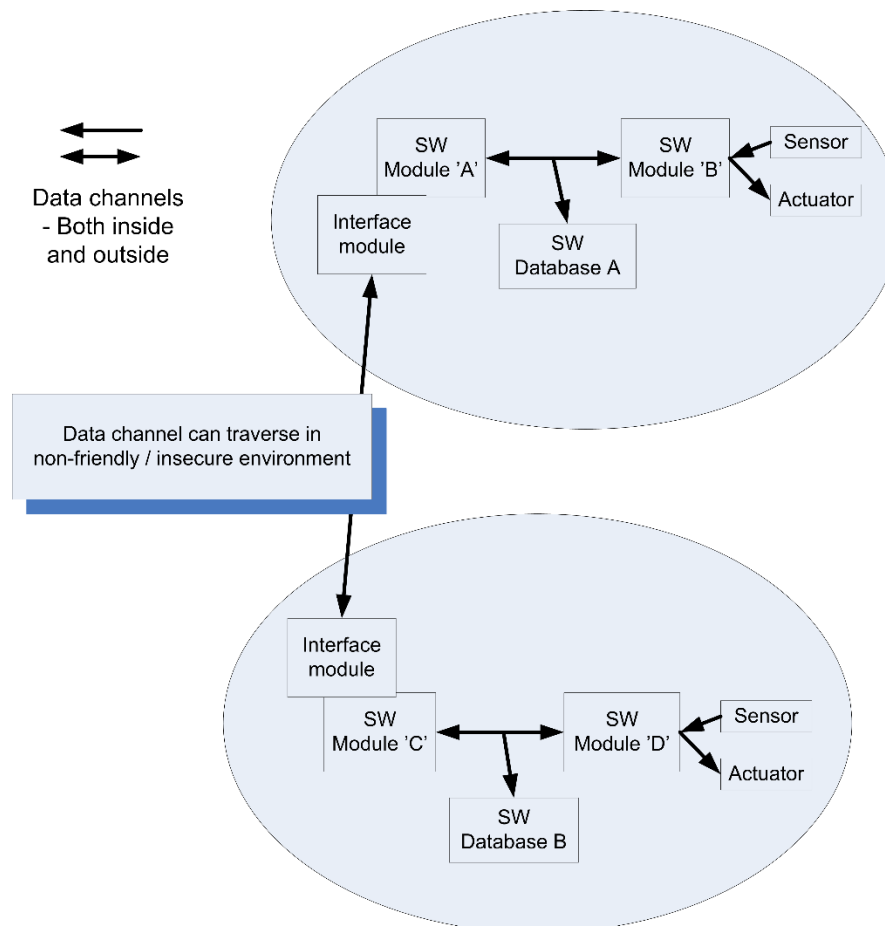 SW
Module 'A'
SW
Module 'B'
Sensor
Actuator
Data channels
- Both inside
and outside
Interface
module
SW
Database A
Data channel can traverse in
non-friendly / insecure environment
Interface
module
SW
Module 'C'
SW
Module 'D'
Sensor
Actuator
SW
Database B